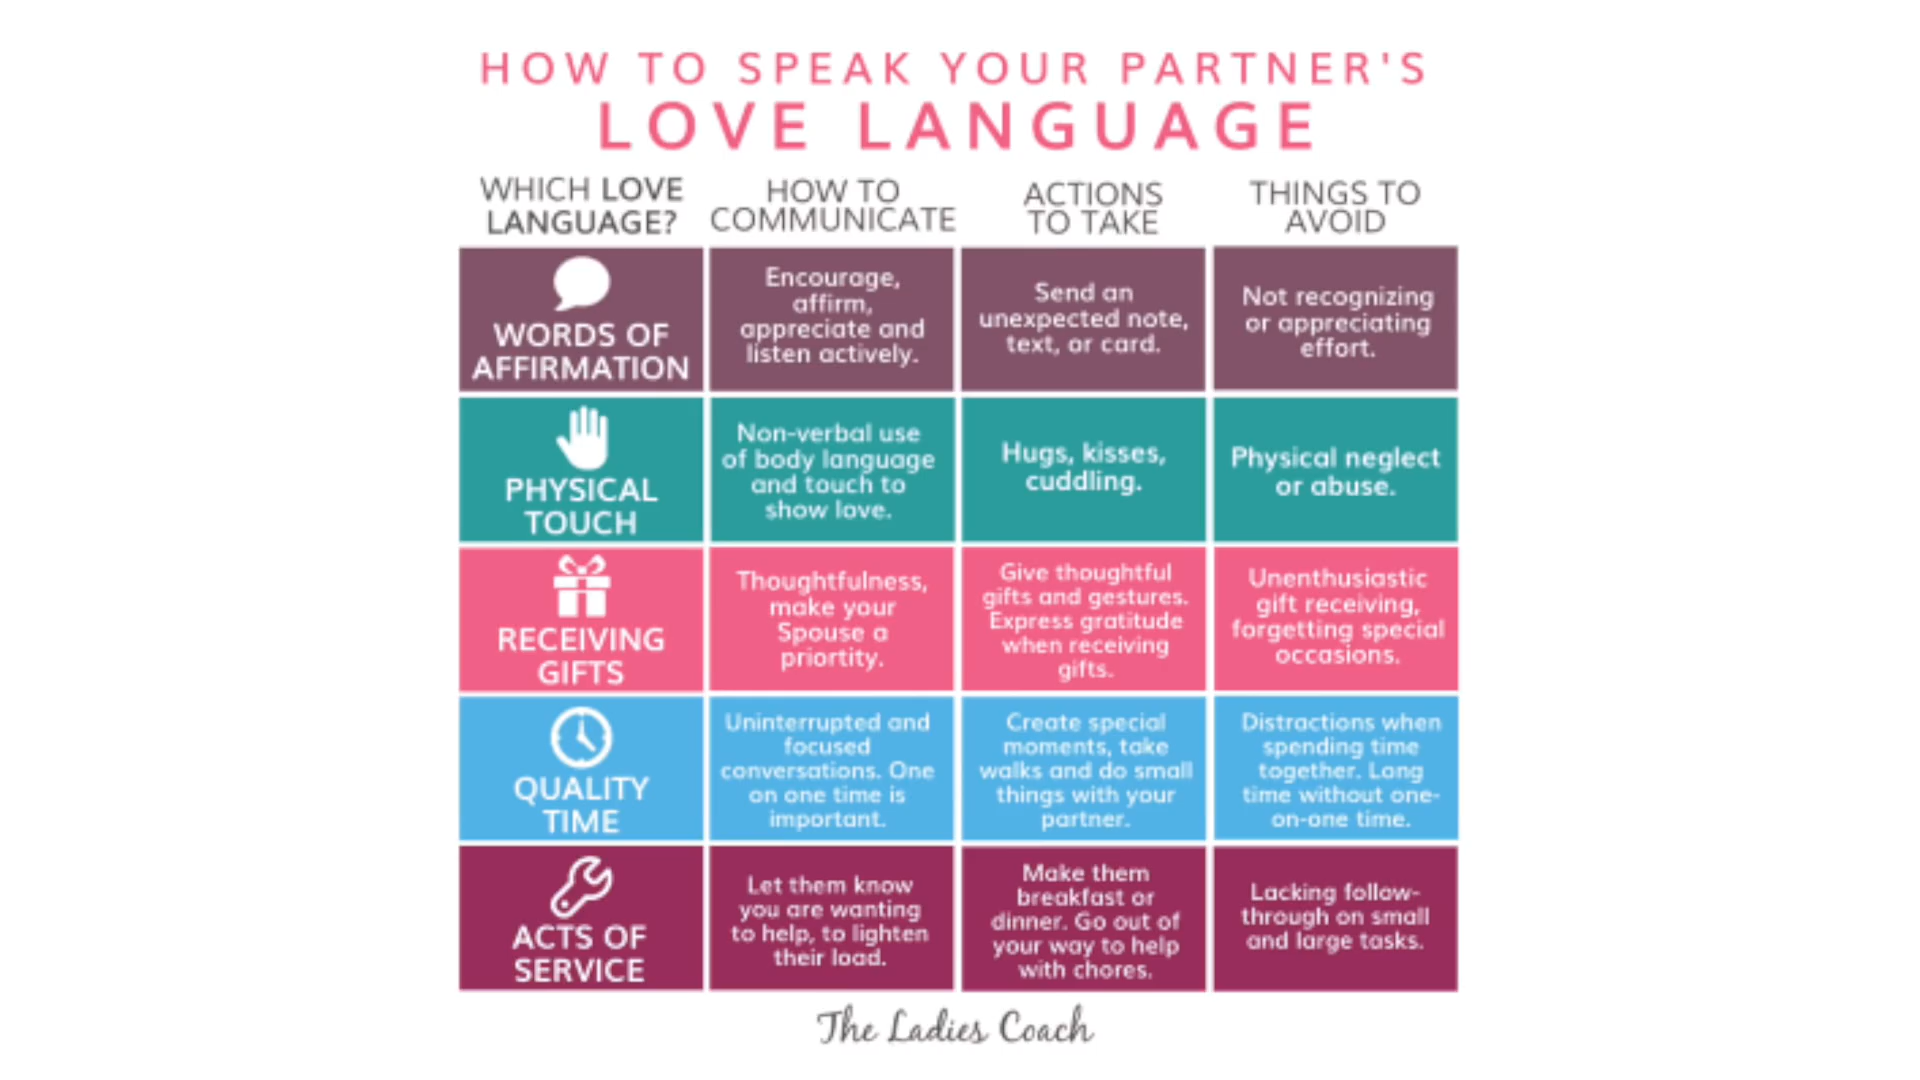 HOW TO SPEAK YOUR PARTNER'S
LOVE LANGUAGE
WHICH LOVE
LANGUAGE?
HOW TO
COMMUNICATE
ACTIONS
TO TAKE
THINGS TO
AVOID
WORDS OF
AFFIRMATION
Encourage,
affirm,
appreciate and
listen actively.
Send an
unexpected note,
text, or card.
Not recognizing
or appreciating
effort.
PHYSICAL
TOUCH
Non-verbal use
of body language
and touch to
show love.
Hugs, kisses,
cuddling.
Physical neglect
or abuse.
RECEIVING
GIFTS
Thoughtfulness,
make your
Spouse a
priortity.
Give thoughtful
gifts and gestures.
Express gratitude
when receiving
gifts.
Unenthusiastic
gift receiving,
forgetting special
occasions.
QUALITY
TIME
Uninterrupted and
focused
conversations. One
on one time is
important.
Create special
moments, take
walks and do small
things with your
partner.
Distractions when
spending time
together. Long
time without one-
on-one time.
ACTS OF
SERVICE
Let them know
you are wanting
to help, to lighten
their load.
Make them
breakfast or
dinner. Go out of
your way to help
with chores.
Lacking follow-
through on small
and large tasks.
The Ladies Coach